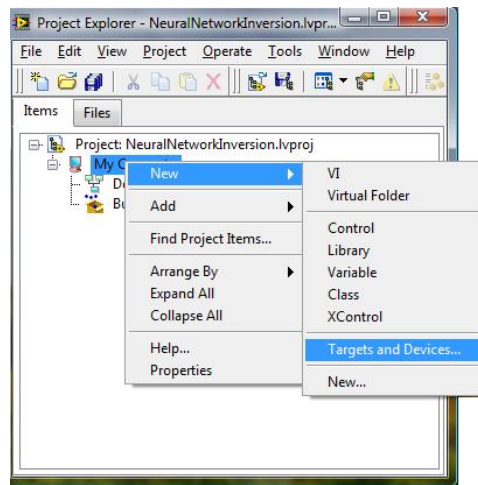 Project Explorer - NeuralNetworkInversion.lvpr...
File Edit View Project Operate Tools Window Help
Items Files
Project: NeuralNetworkInversion.lvproj
My C
D
Bu
New
Add
Find Project Items...
Arrange By
Expand All
Collapse All
Help...
Properties
VI
Virtual Folder
Control
Library
Variable
Class
XControl
Targets and Devices...
New...